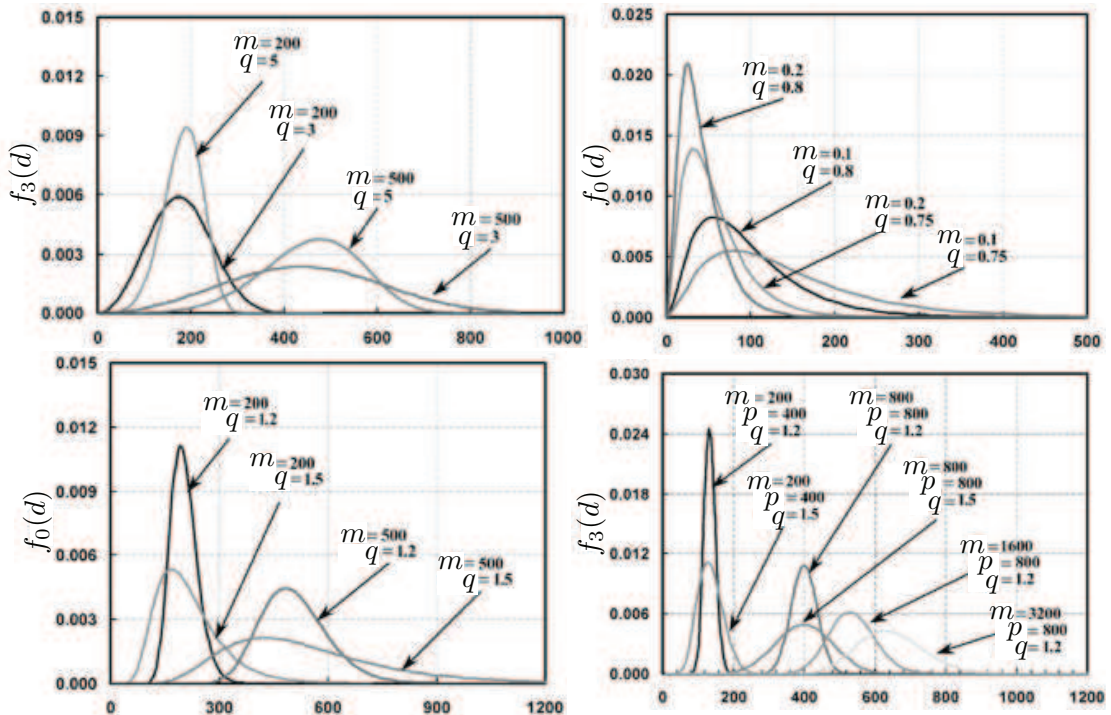 0.015
0.012
0.009
0.006
0.003
0.000
f₃(d)
m=200
q=5
m=200
q=3
m=500
q=5
m=500
q=3
0 200 400 600 800 1000
0.025
0.020
0.015
0.010
0.005
0.000
f₀(d)
m=0.2
q=0.8
m=0.1
q=0.8
m=0.2
q=0.75
m=0.1
q=0.75
0 100 200 300 400 500
0.015
0.012
0.009
0.006
0.003
0.000
f₀(d)
m=200
q=1.2
m=200
q=1.5
m=500
q=1.2
m=500
q=1.5
0 300 600 900 1200
0.030
0.024
0.018
0.012
0.006
0.000
f₃(d)
m=200
p=400
q=1.2
m=800
p=800
q=1.2
m=200
p=400
q=1.5
m=800
p=800
q=1.5
m=1600
p=800
q=1.2
m=3200
p=800
q=1.2
0 200 400 600 800 1000 1200